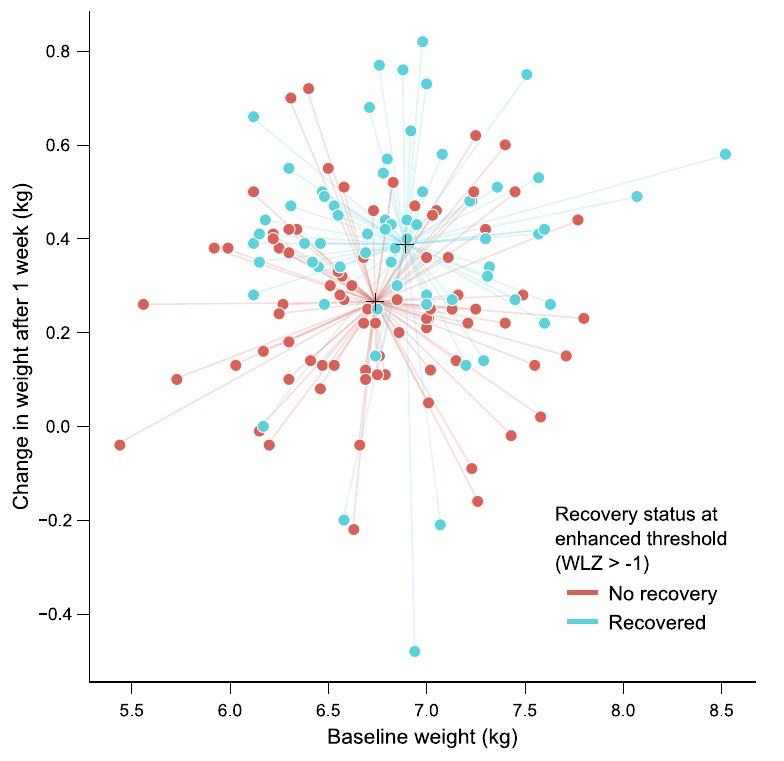 0.8
0.6
0.4
0.2
0.0
−0.2
−0.4
Change in weight after 1 week (kg)
Recovery status at
enhanced threshold
(WLZ > -1)
No recovery
Recovered
5.5 6.0 6.5 7.0 7.5 8.0 8.5
Baseline weight (kg)